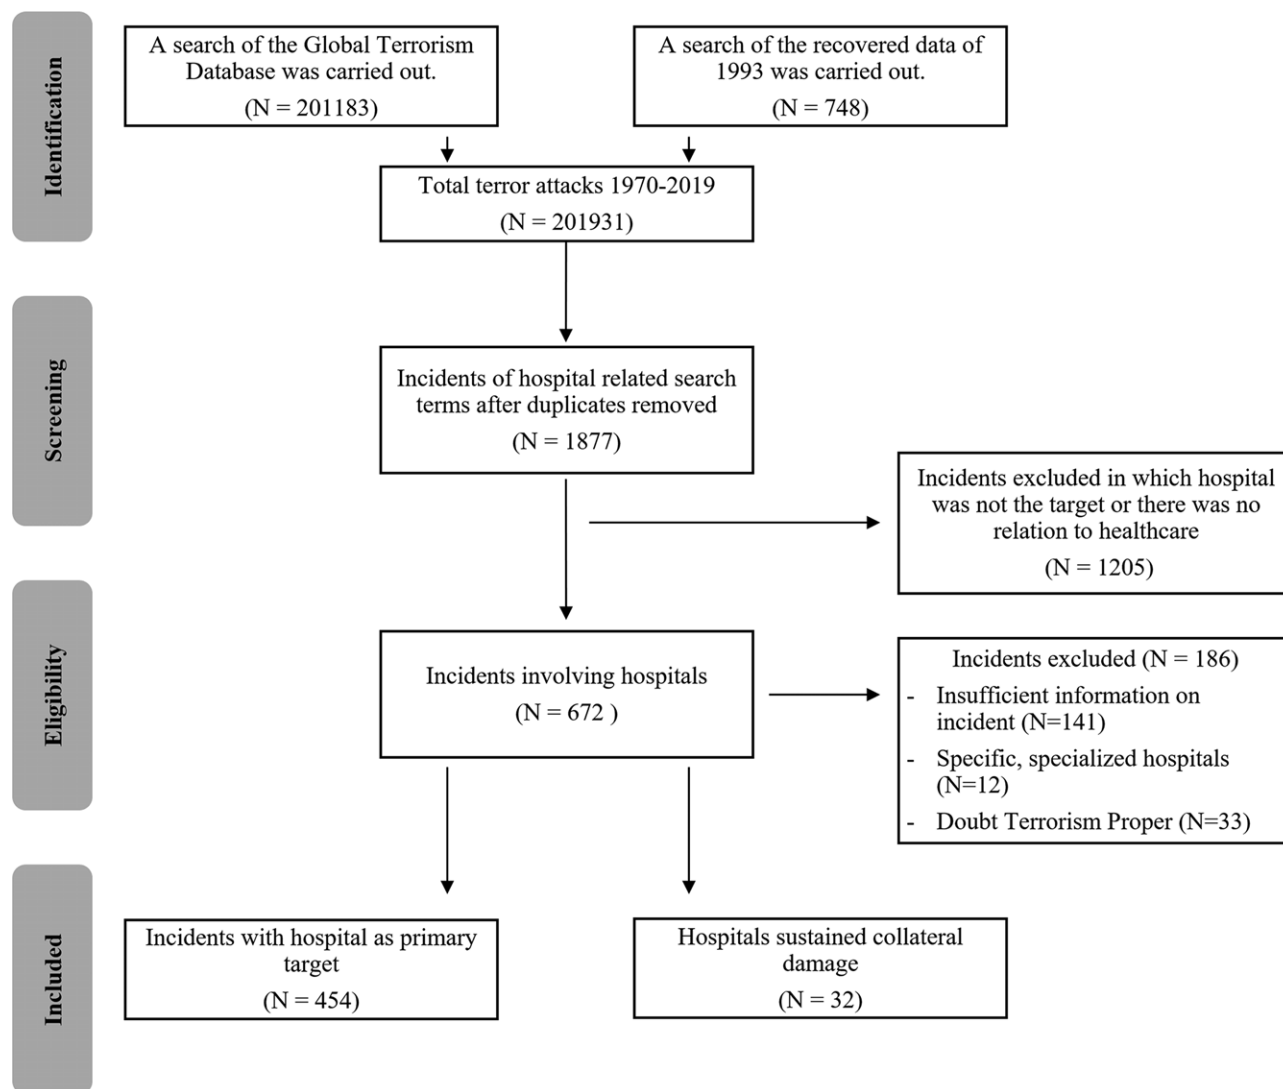 Identification
A search of the Global Terrorism
Database was carried out.
(N = 201183)
A search of the recovered data of
1993 was carried out.
(N = 748)
Total terror attacks 1970-2019
(N = 201931)
Screening
Incidents of hospital related search
terms after duplicates removed
(N = 1877)
Incidents excluded in which hospital
was not the target or there was no
relation to healthcare
(N = 1205)
Eligibility
Incidents involving hospitals
(N = 672 )
Incidents excluded (N = 186)
- Insufficient information on
incident (N=141)
- Specific, specialized hospitals
(N=12)
- Doubt Terrorism Proper (N=33)
Included
Incidents with hospital as primary
target
(N = 454)
Hospitals sustained collateral
damage
(N = 32)